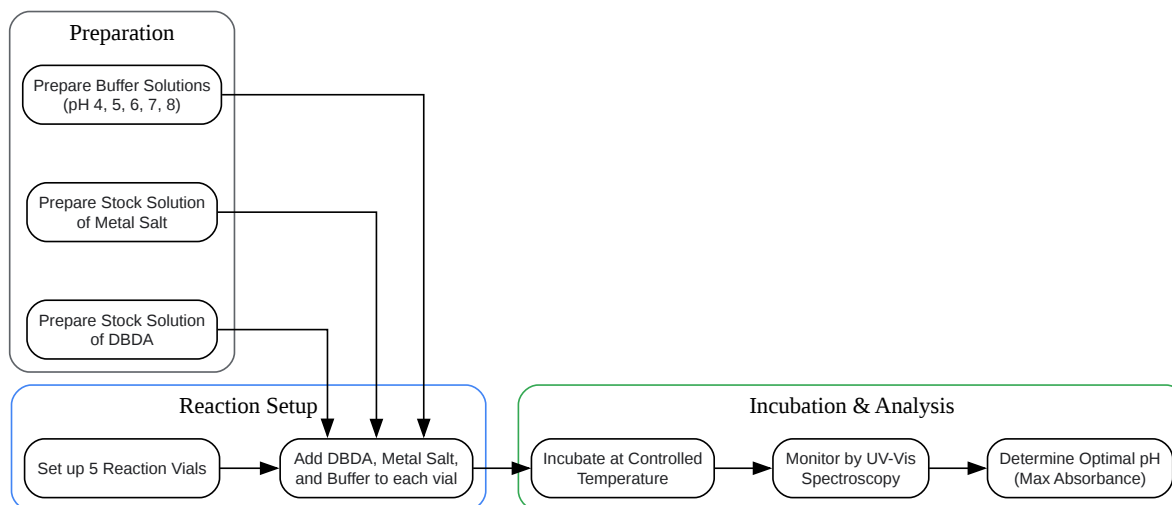 Preparation
Prepare Buffer Solutions
(pH 4, 5, 6, 7, 8)
Prepare Stock Solution
of Metal Salt
Prepare Stock Solution
of DBDA
Reaction Setup
Set up 5 Reaction Vials
Add DBDA, Metal Salt,
and Buffer to each vial
Incubation & Analysis
Incubate at Controlled
Temperature
Monitor by UV-Vis
Spectroscopy
Determine Optimal pH
(Max Absorbance)